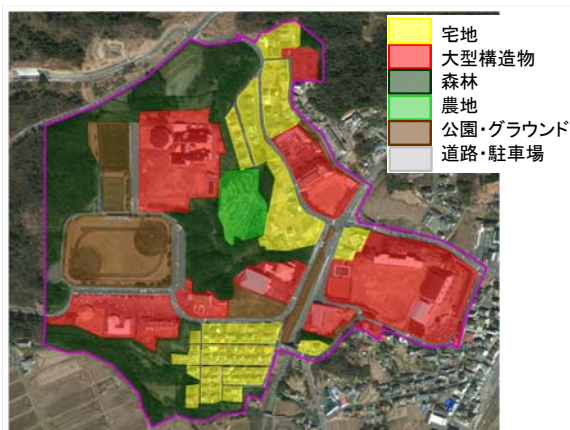 宅地
大型構造物
森林
農地
公園・グラウンド
道路・駐車場